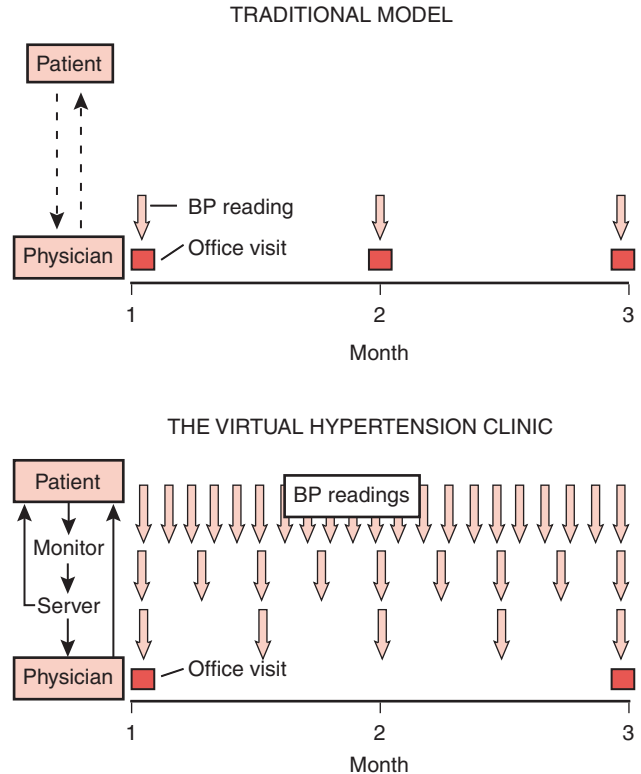 TRADITIONAL MODEL
Patient
BP reading
Physician
Office visit
1
2
3
Month
THE VIRTUAL HYPERTENSION CLINIC
Patient
BP readings
Monitor
Server
Physician
Office visit
1
2
3
Month